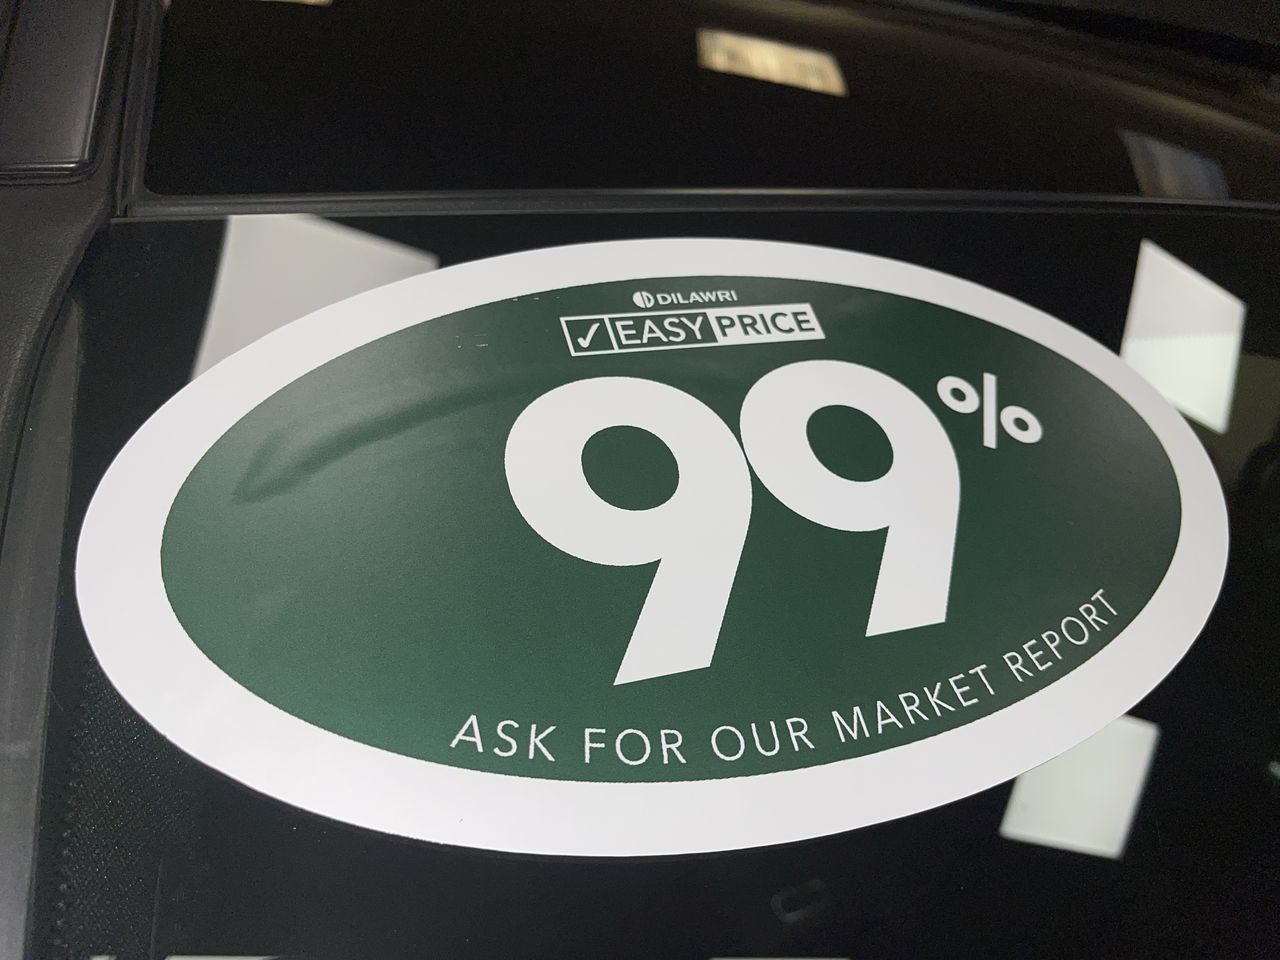 DILAWRI
✓ EASY PRICE
99%
ASK FOR OUR MARKET REPORT